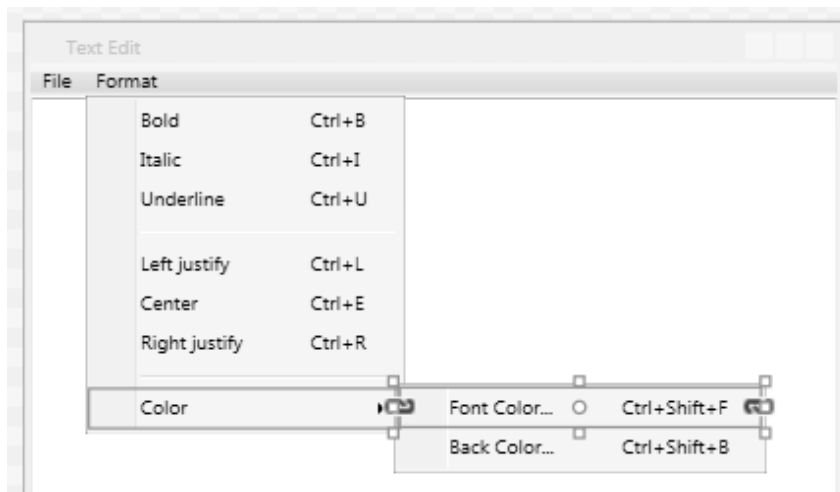 Text Edit
File Format
Bold Ctrl+B
Italic Ctrl+I
Underline Ctrl+U
Left justify Ctrl+L
Center Ctrl+E
Right justify Ctrl+R
Color Font Color... Ctrl+Shift+F
Back Color... Ctrl+Shift+B